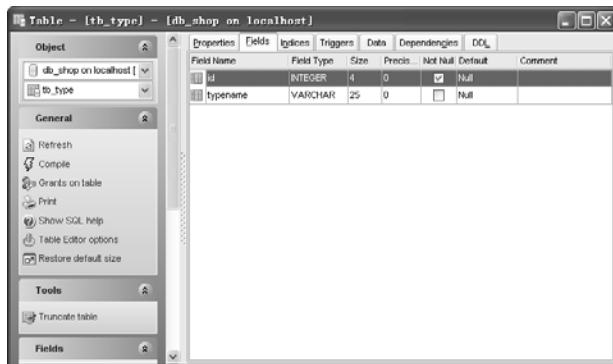 Table - [tb_type] - [db_shop on localhost]
Object
db_shop on localhost [
tb_type
General
Refresh
Compile
Grants on table
Print
Show SQL help
Table Editor options
Restore default size
Tools
Truncate table
Fields
Properties Fields Indices Triggers Data Dependencies DDL
Field Name Field Type Size Precis... Not Null Default Comment
id INTEGER 4 0 Null
typename VARCHAR 25 0 Null